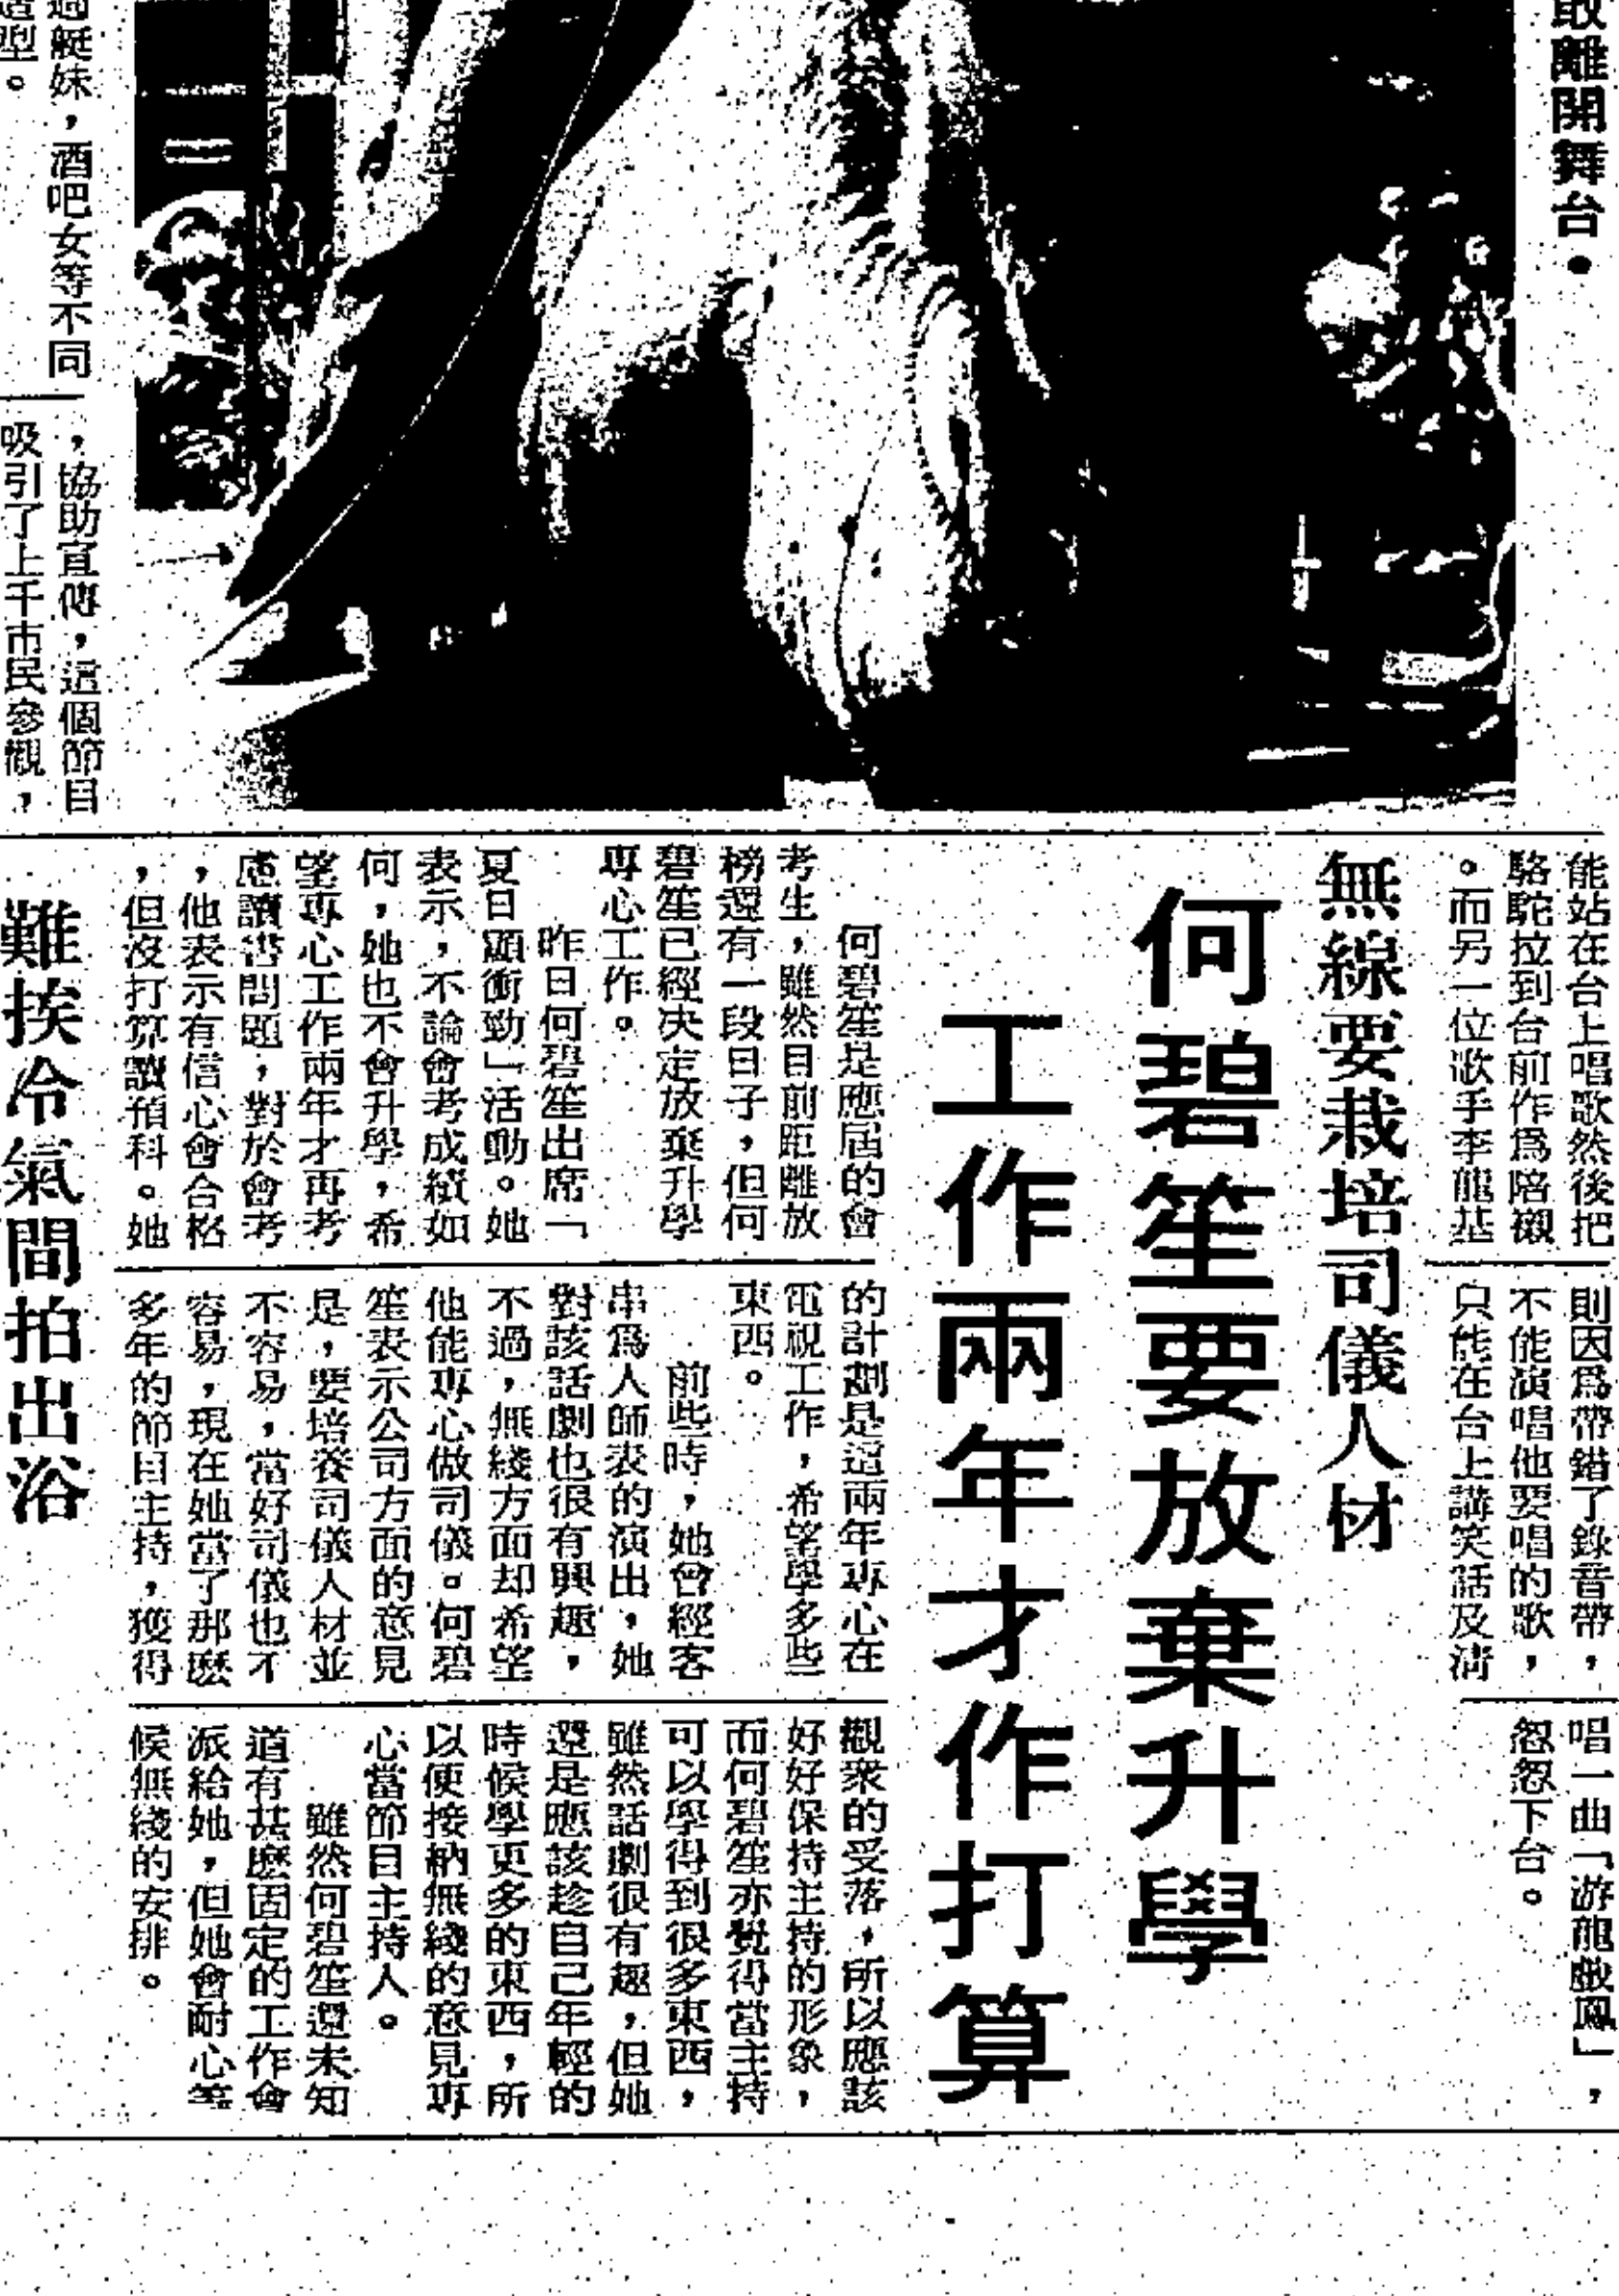 敢離開舞台•
能站在台上唱歌然後把
駱駝拉到台前作爲陪襯
。而另一位歌手李龍基
則因爲帶錯了錄音帶，
不能演唱他要唱的歌，
只能在台上講笑話及淸
唱一曲「游龍戲鳳」，
怱怱下台。
無線要栽培司儀人材
何碧笙要放棄升學
工作兩年才作打算
何碧笙是應屆的會
考生，雖然目前距離放
榜還有一段日子，但何
碧笙已經决定放棄升學
專心工作。
昨日何碧笙出席「
夏日顯衝勁」活動。她
表示，不論會考成績如
何，她也不會升學，希
望專心工作兩年才再考
慮讀書問題，對於會考
，他表示有信心會合格
，但沒打算讀預科。她
的計劃是這兩年專心在
電視工作，希望學多些
東西。
前些時，她曾經客
串爲人師表的演出，她
對該話劇也很有興趣，
不過，無綫方面却希望
他能專心做司儀。何碧
笙表示公司方面的意見
是，要培養司儀人材並
不容易，當好司儀也不
容易，現在她當了那麽
多年的節目主持，獲得
觀衆的受落，所以應該
好好保持主持的形象，
而何碧笙亦覺得當主持
可以學得到很多東西，
雖然話劇很有趣，但她
還是應該趁自己年輕的
時候學更多的東西，所
以便接納無綫的意見專
心當節目主持人。
雖然何碧笙還未知
道有甚麽固定的工作會
派給她，但她會耐心等
候無綫的安排。
過艇妹，酒吧女等不同
造型。
，協助宣傳，這個節目
吸引了上千市民參觀，
難挨冷氣間拍出浴